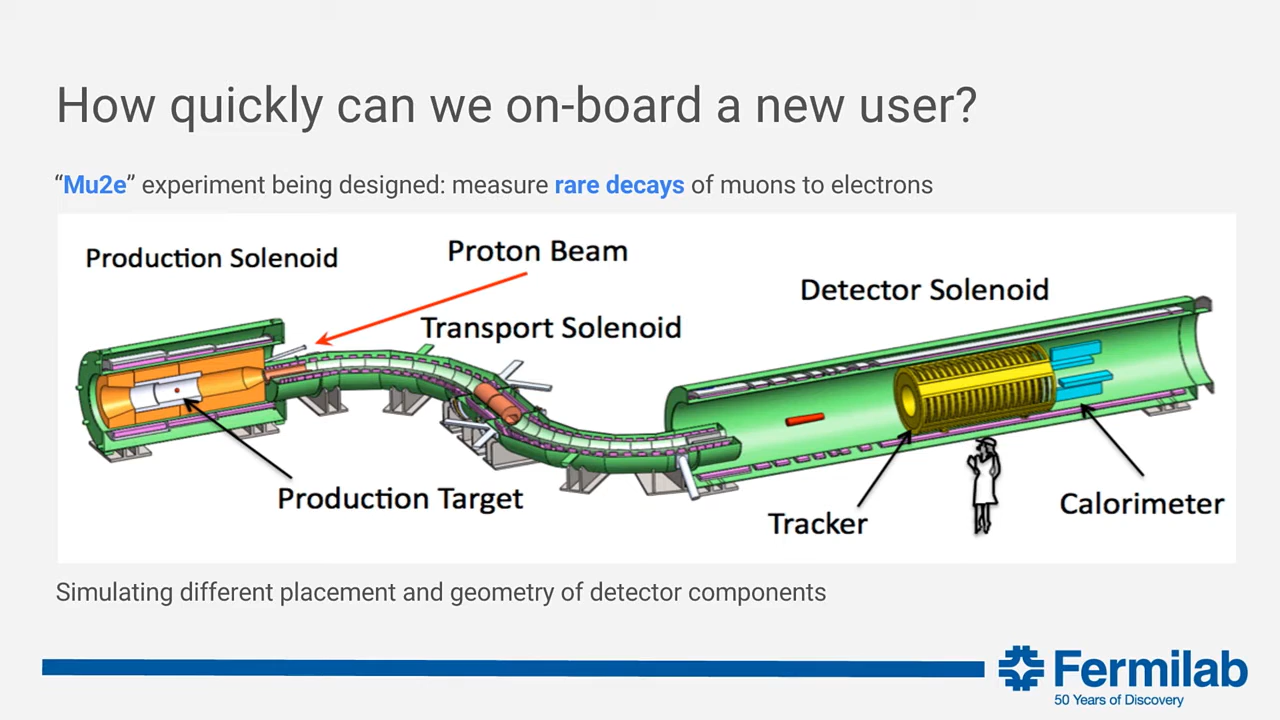 How quickly can we on-board a new user?
“Mu2e” experiment being designed: measure rare decays of muons to electrons
Production Solenoid
Proton Beam
Transport Solenoid
Detector Solenoid
Production Target
Tracker
Calorimeter
Simulating different placement and geometry of detector components
Fermilab
50 Years of Discovery